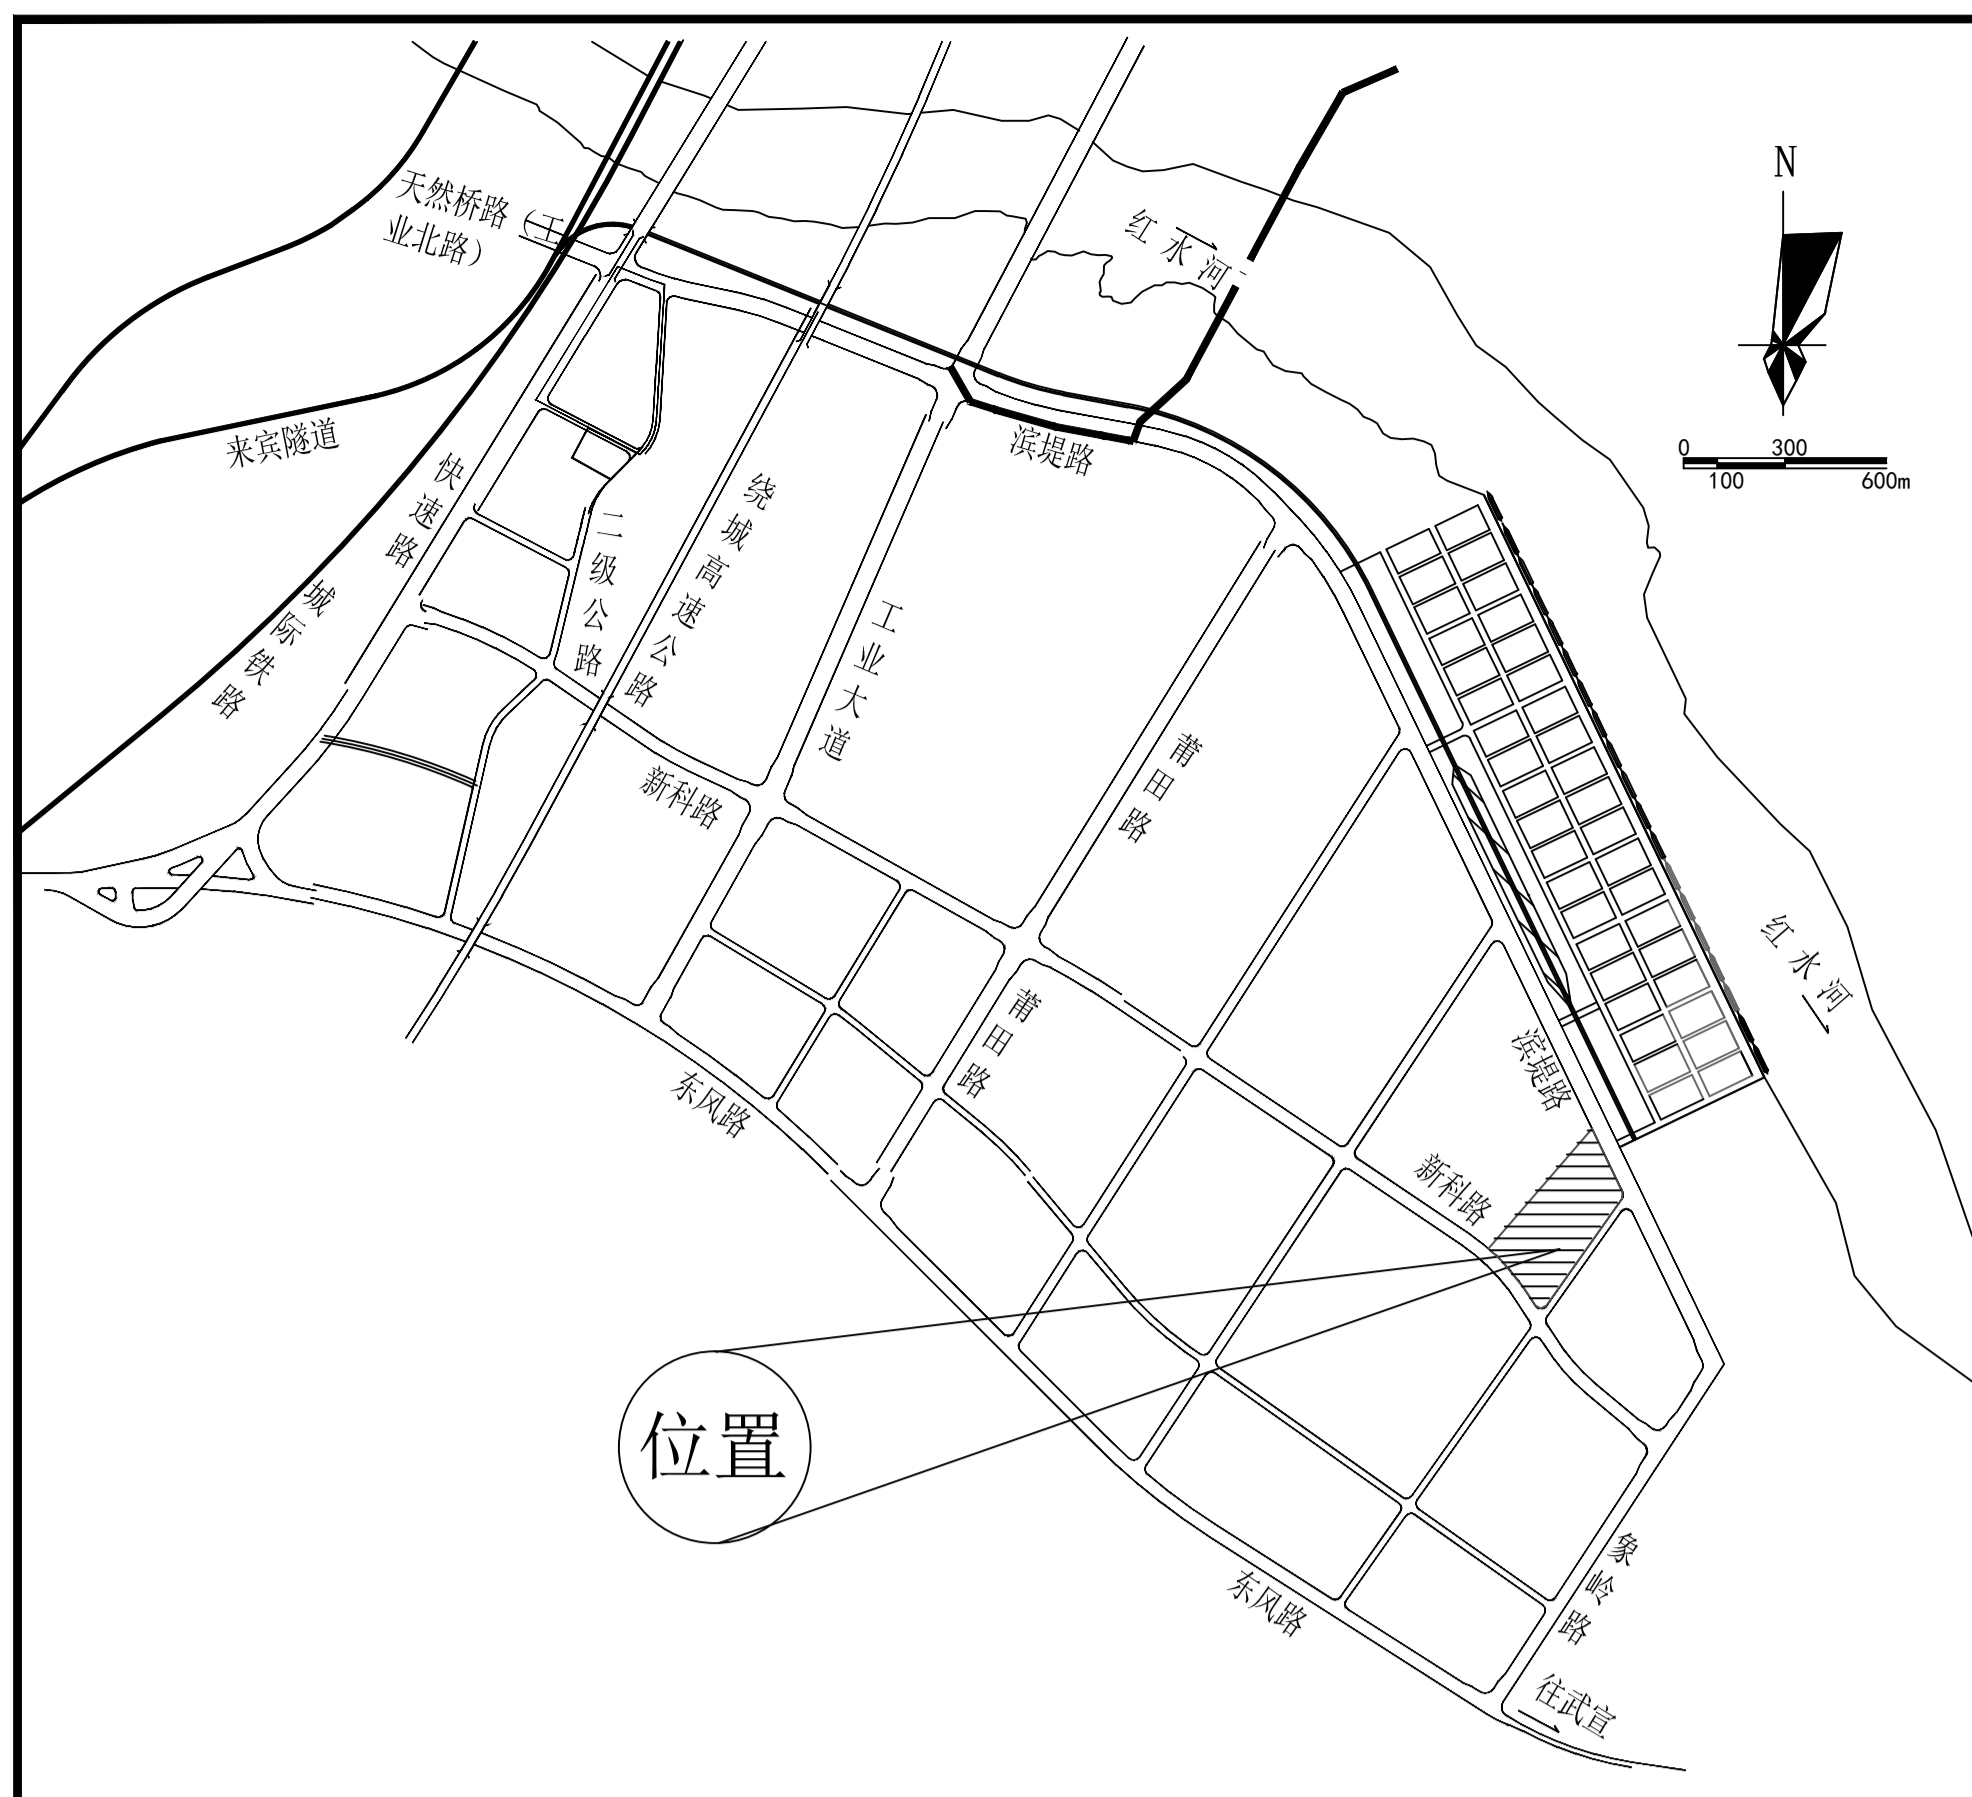 N
天然桥路（工
业北路）
红水河
0 300
100 600m
来宾隧道
滨堤路
快速路
绕城高速公路
二级公路
城际铁路
工业大道
莆田路
新科路
红水河
莆田路
滨堤路
东风路
新科路
位置
象岭路
东风路
往武宣